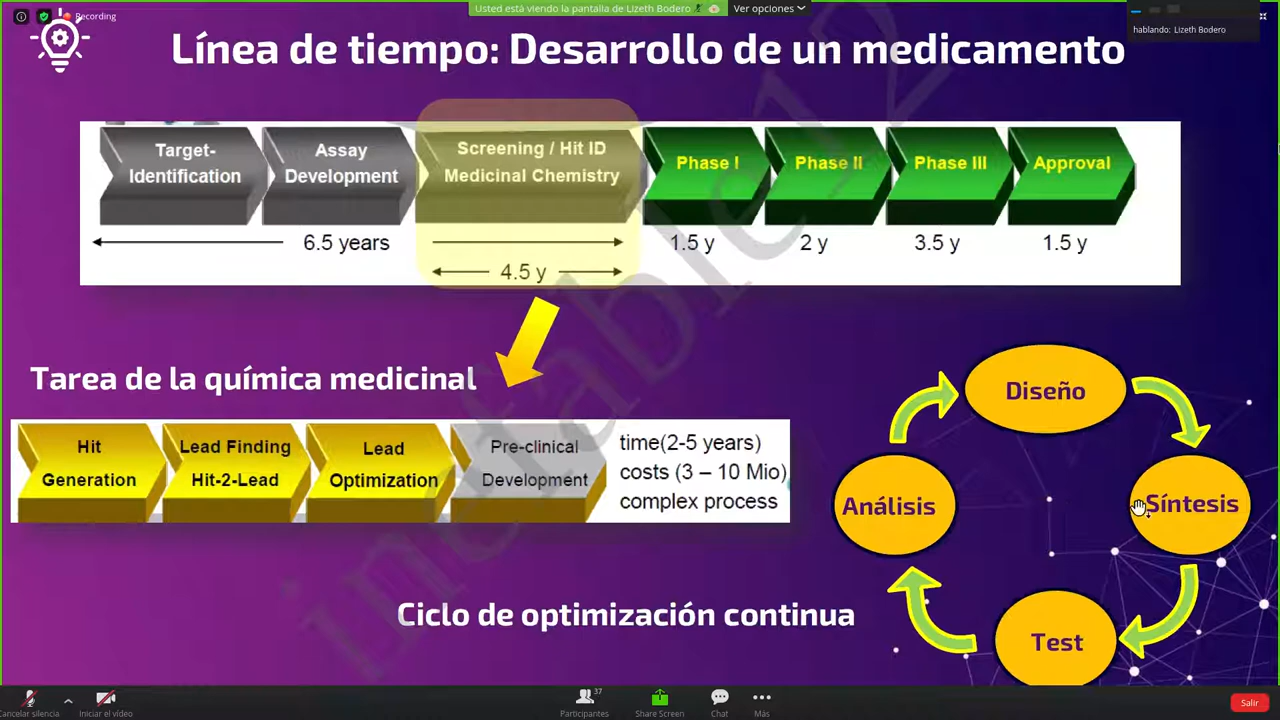 Recording
Usted está viendo la pantalla de Lizeth Bodero
Ver opciones
hablando: Lizeth Bodero
Línea de tiempo: Desarrollo de un medicamento
Target-
Identification
Assay
Development
Screening / Hit ID
Medicinal Chemistry
Phase I
Phase II
Phase III
Approval
6.5 years
1.5 y
2 y
3.5 y
1.5 y
4.5 y
Tarea de la química medicinal
Hit
Generation
Lead Finding
Hit-2-Lead
Lead
Optimization
Pre-clinical
Development
time(2-5 years)
costs (3 – 10 Mio)
complex process
Diseño
Síntesis
Test
Análisis
Ciclo de optimización continua
Cancelar silencia
Iniciar el vídeo
37
Participantes
Share Screen
Chat
Más
Salir